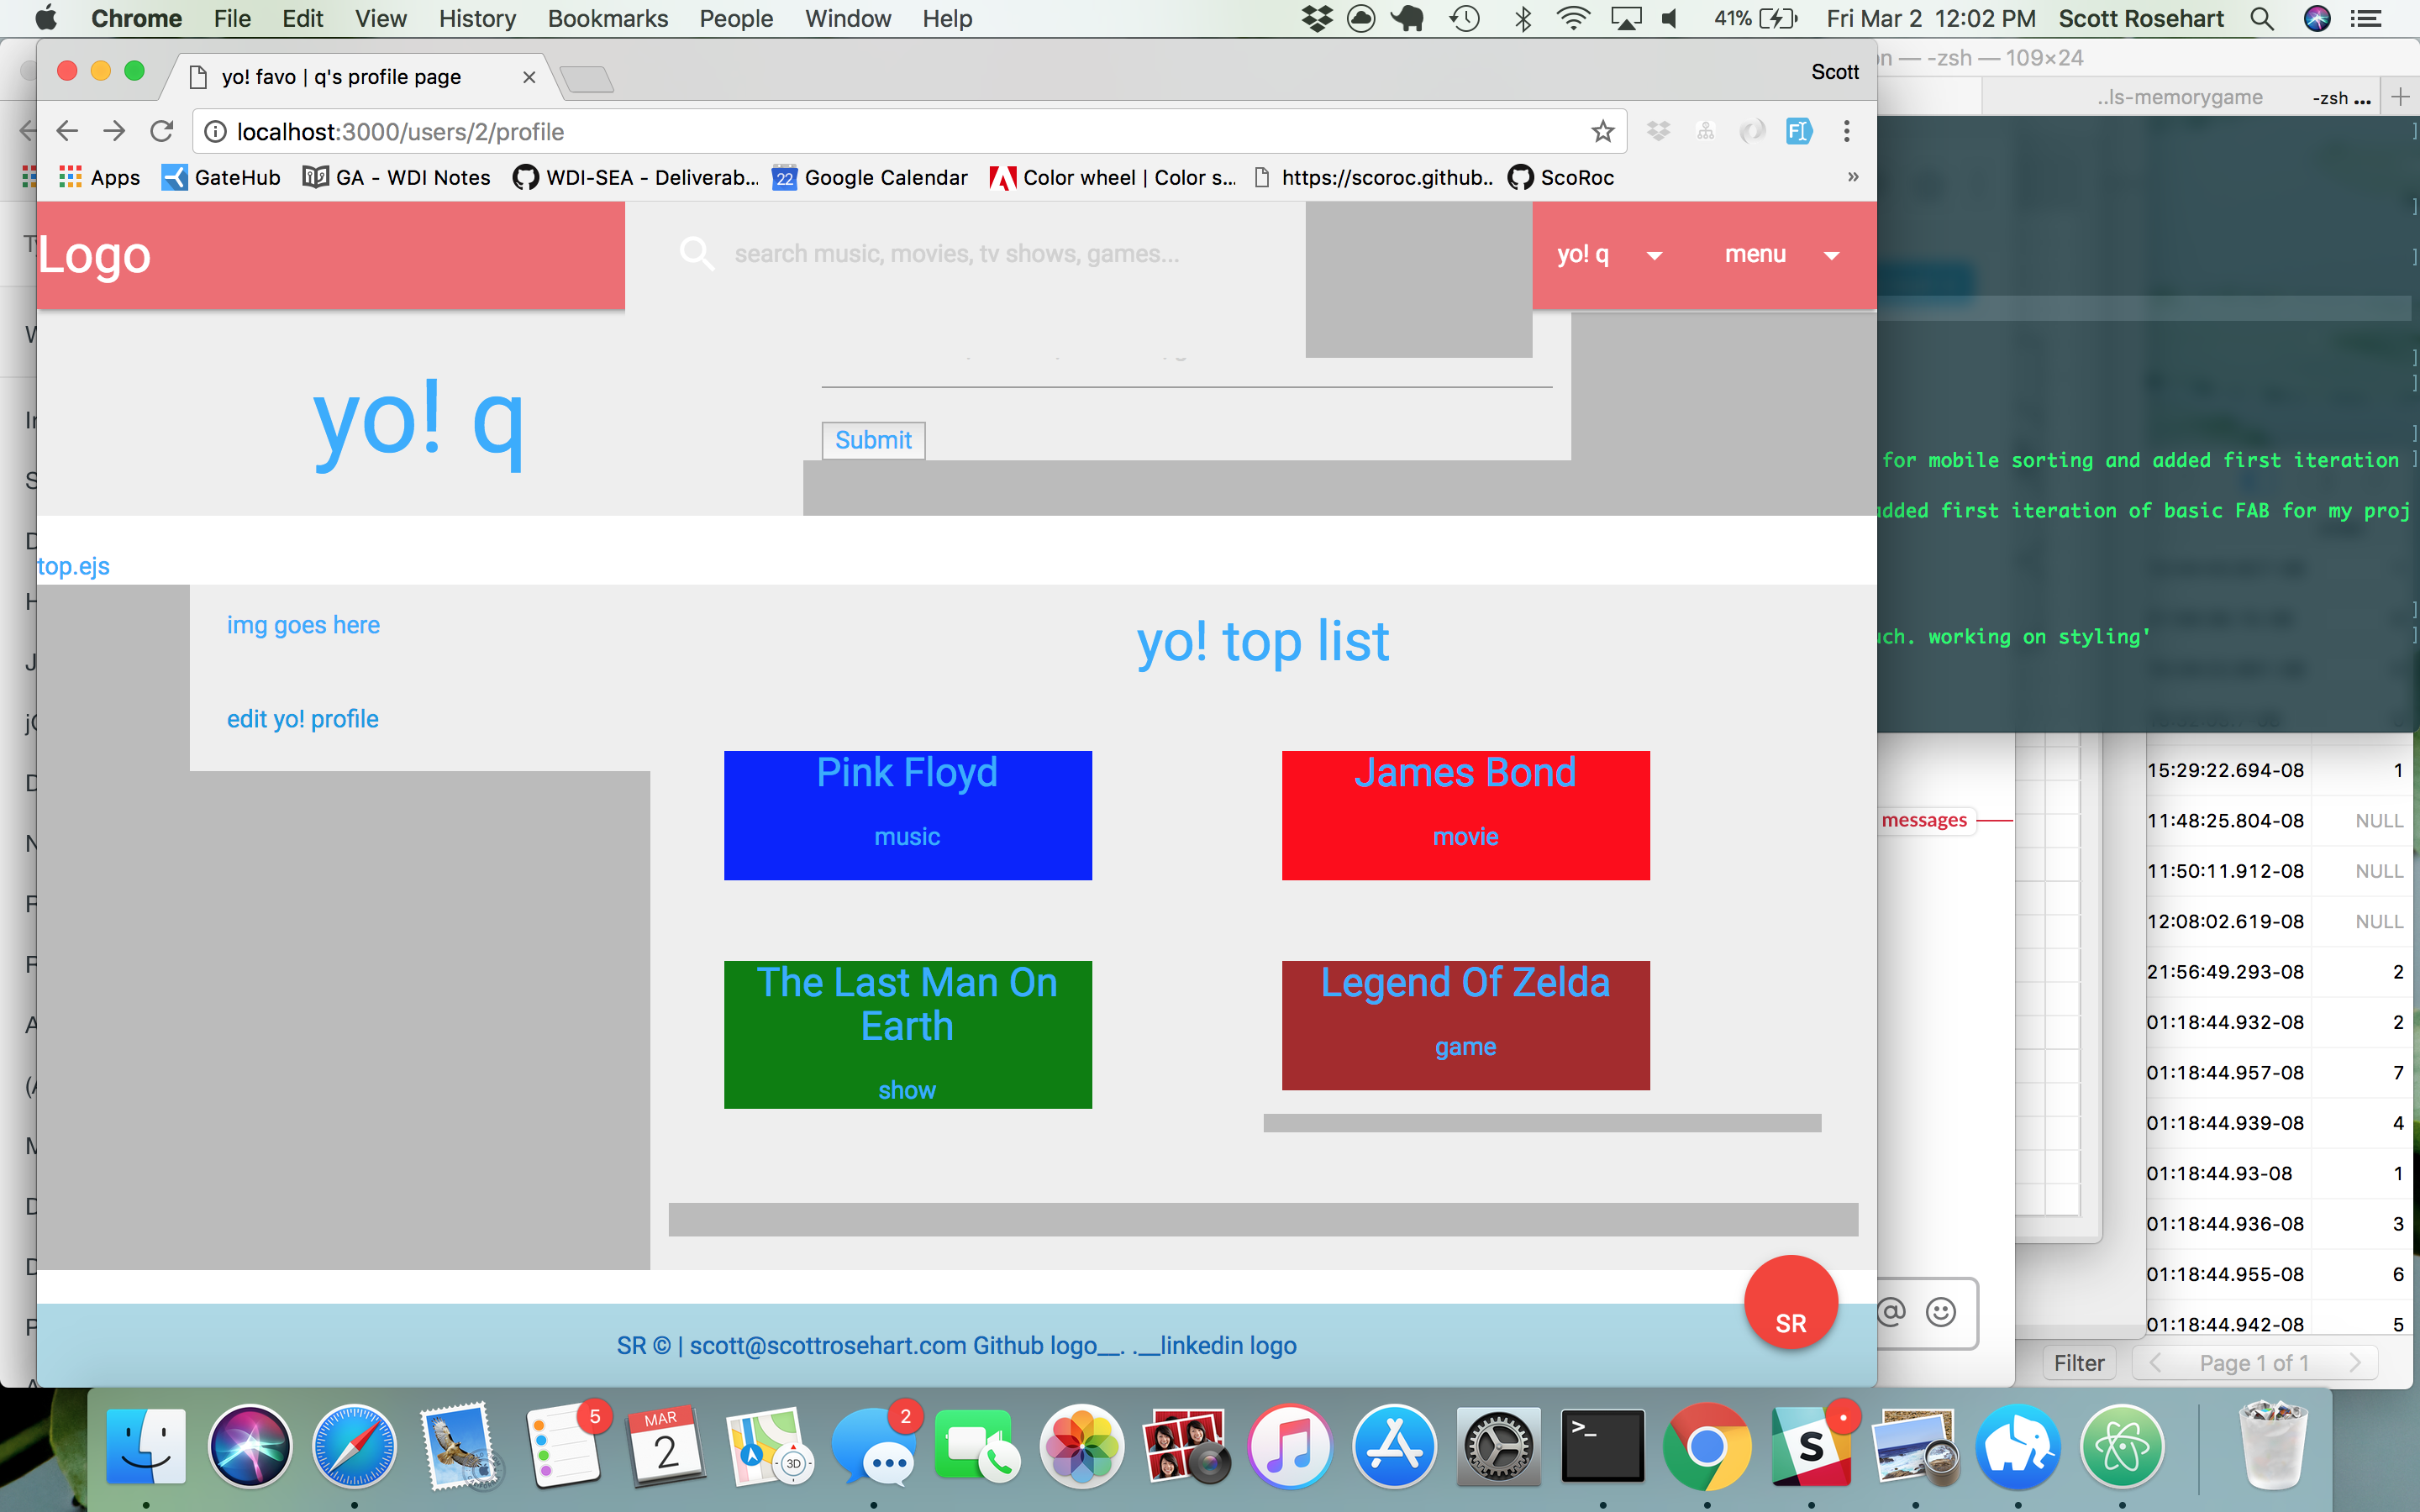 Chrome File Edit View History Bookmarks People Window Help 41% Fri Mar 2 12:02 PM Scott Rosehart
yo! favo | q's profile page Scott
-zsh — 109×24
..ls-memorygame -zsh ...
localhost:3000/users/2/profile
Apps GateHub GA - WDI Notes WDI-SEA - Deliverab... 22 Google Calendar Color wheel | Color s... https://scoroc.github... ScoRoc »
Logo search music, movies, tv shows, games... yo! q menu
yo! q
Submit
for mobile sorting and added first iteration
added first iteration of basic FAB for my proj
top.ejs
img goes here
yo! top list
working on styling'
edit yo! profile
Pink Floyd
music
James Bond
movie
The Last Man On
Earth
show
Legend Of Zelda
game
messages
15:29:22.694-08 1
11:48:25.804-08 NULL
11:50:11.912-08 NULL
12:08:02.619-08 NULL
21:56:49.293-08 2
01:18:44.932-08 2
01:18:44.957-08 7
01:18:44.939-08 4
01:18:44.93-08 1
01:18:44.936-08 3
01:18:44.955-08 6
01:18:44.942-08 5
Filter Page 1 of 1
SR
SR © | scott@scottrosehart.com Github logo__. .__linkedin logo
5
MAR
2
3D
2
>_
S